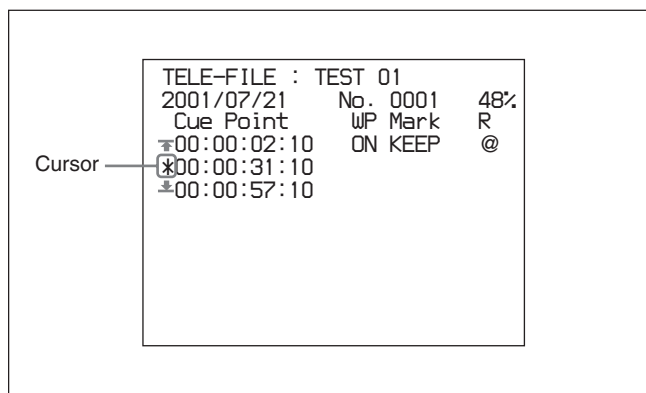 TELE-FILE : TEST 01
2001/07/21 No. 0001 48%
Cue Point WP Mark R
00:00:02:10 ON KEEP @
Cursor *00:00:31:10
00:00:57:10